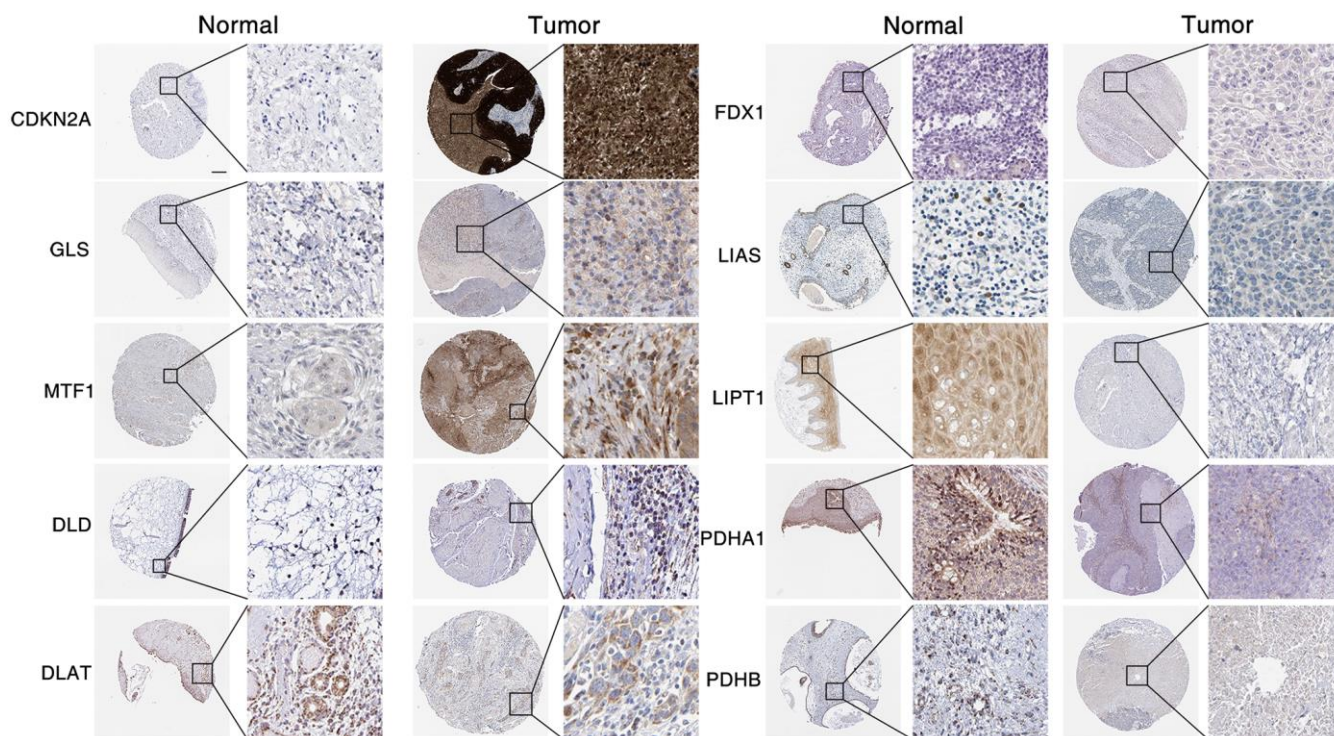 Normal Tumor Normal Tumor
CDKN2A
GLS
MTF1
DLD
DLAT
FDX1
LIAS
LIPT1
PDHA1
PDHB